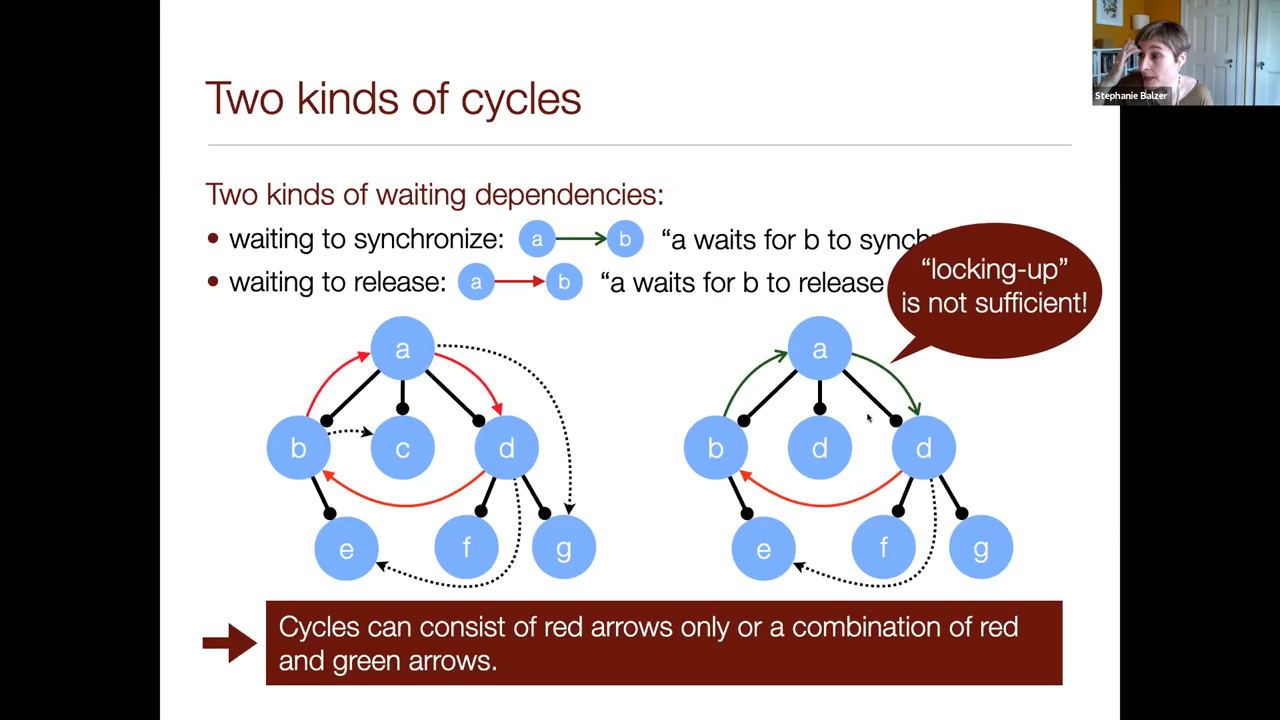 Stephanie Balzer
Two kinds of cycles
Two kinds of waiting dependencies:
• waiting to synchronize: a b “a waits for b to
• waiting to release: a b “a waits for b to release
“locking-up”
is not sufficient!
a
b c d
e f g
a
b d d
e f g
Cycles can consist of red arrows only or a combination of red
and green arrows.